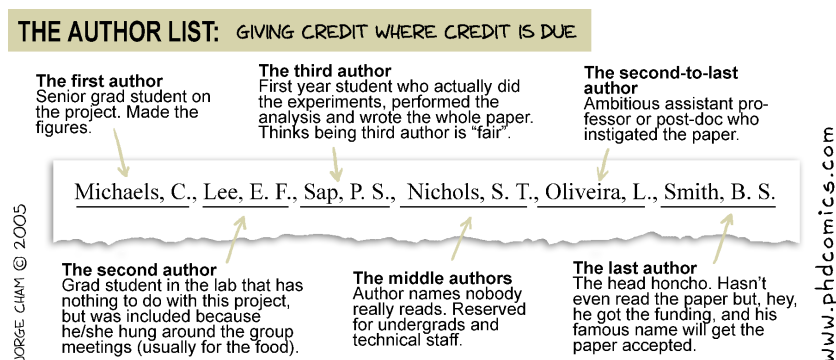 THE AUTHOR LIST: GIVING CREDIT WHERE CREDIT IS DUE
The first author
Senior grad student on
the project. Made the
figures.
The third author
First year student who actually did
the experiments, performed the
analysis and wrote the whole paper.
Thinks being third author is “fair”.
The second-to-last
author
Ambitious assistant pro-
fessor or post-doc who
instigated the paper.
Michaels, C., Lee, E. F., Sap, P. S., Nichols, S. T., Oliveira, L., Smith, B. S.
The second author
Grad student in the lab that has
nothing to do with this project,
but was included because
he/she hung around the group
meetings (usually for the food).
The middle authors
Author names nobody
really reads. Reserved
for undergrads and
technical staff.
The last author
The head honcho. Hasn’t
even read the paper but, hey,
he got the funding, and his
famous name will get the
paper accepted.
CHAM © 2005
www.phdcomics.com